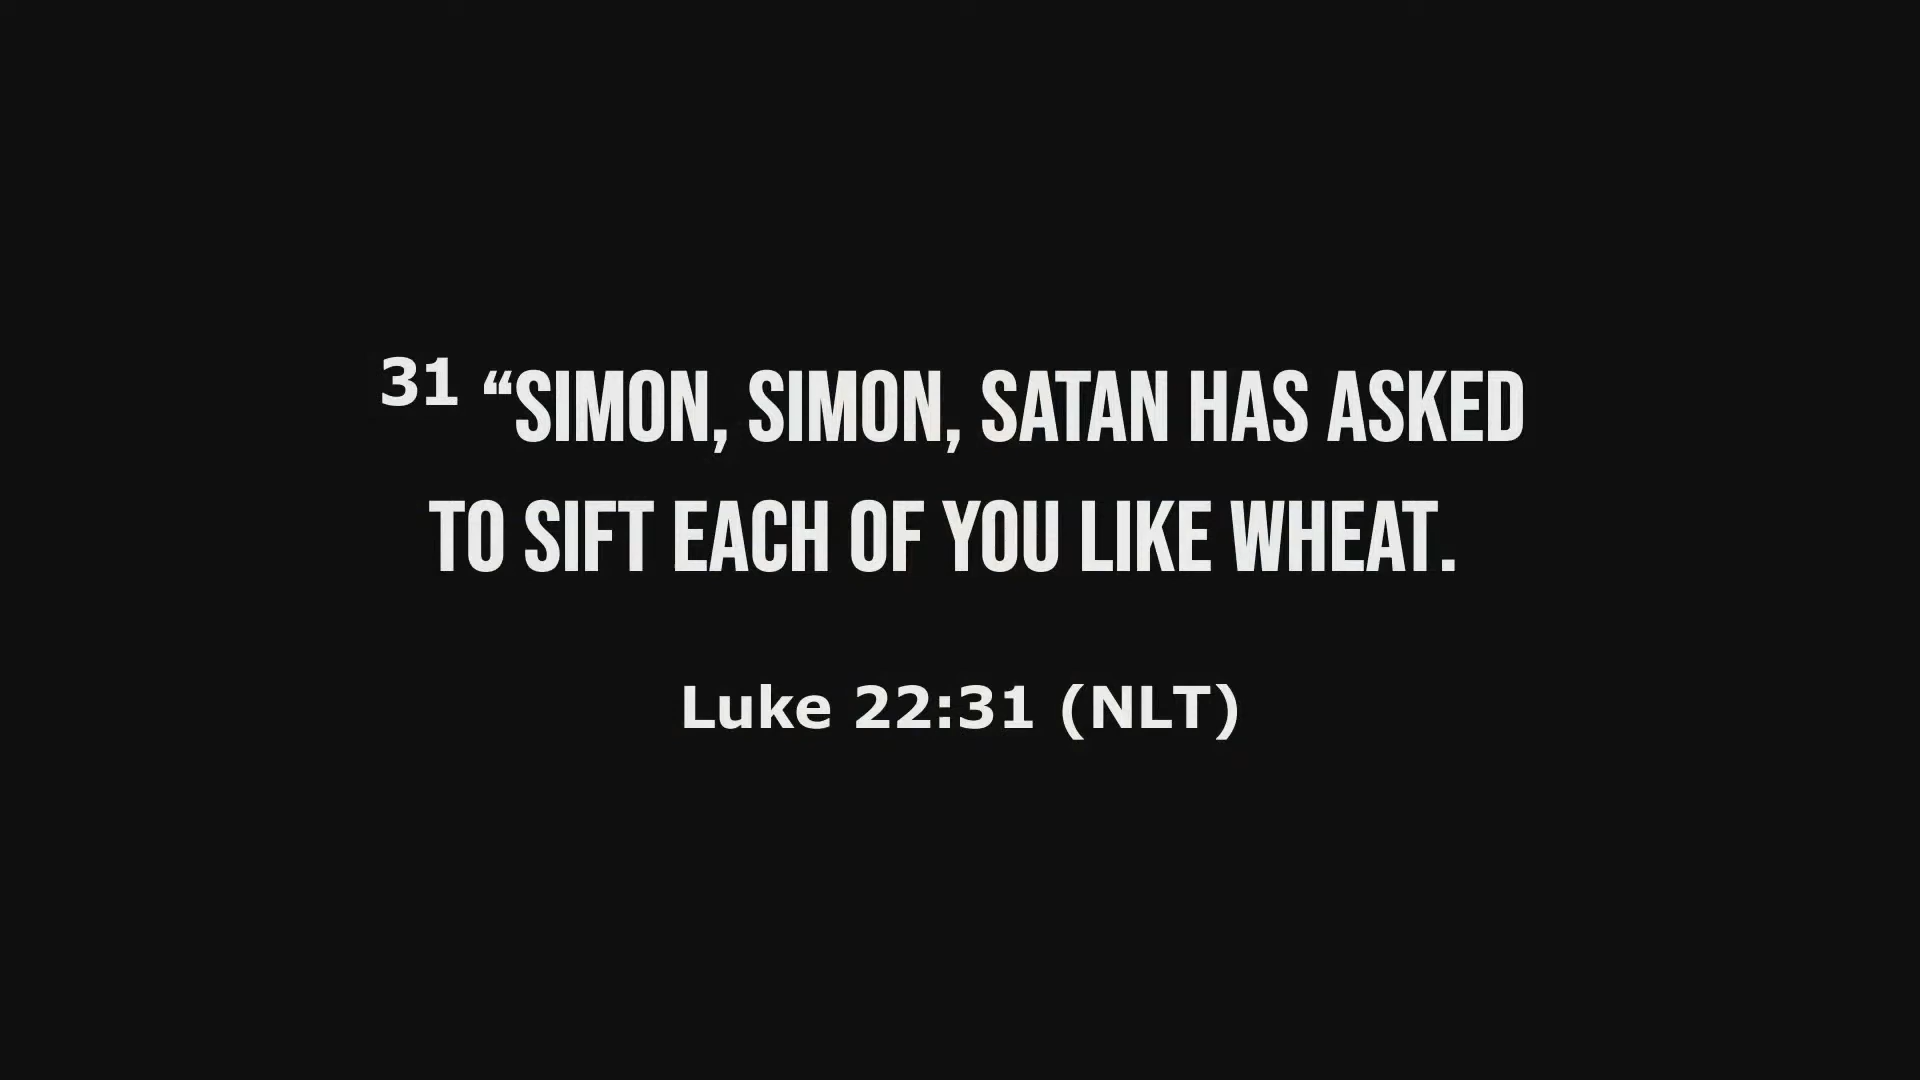 31 “SIMON, SIMON, SATAN HAS ASKED
TO SIFT EACH OF YOU LIKE WHEAT.
Luke 22:31 (NLT)